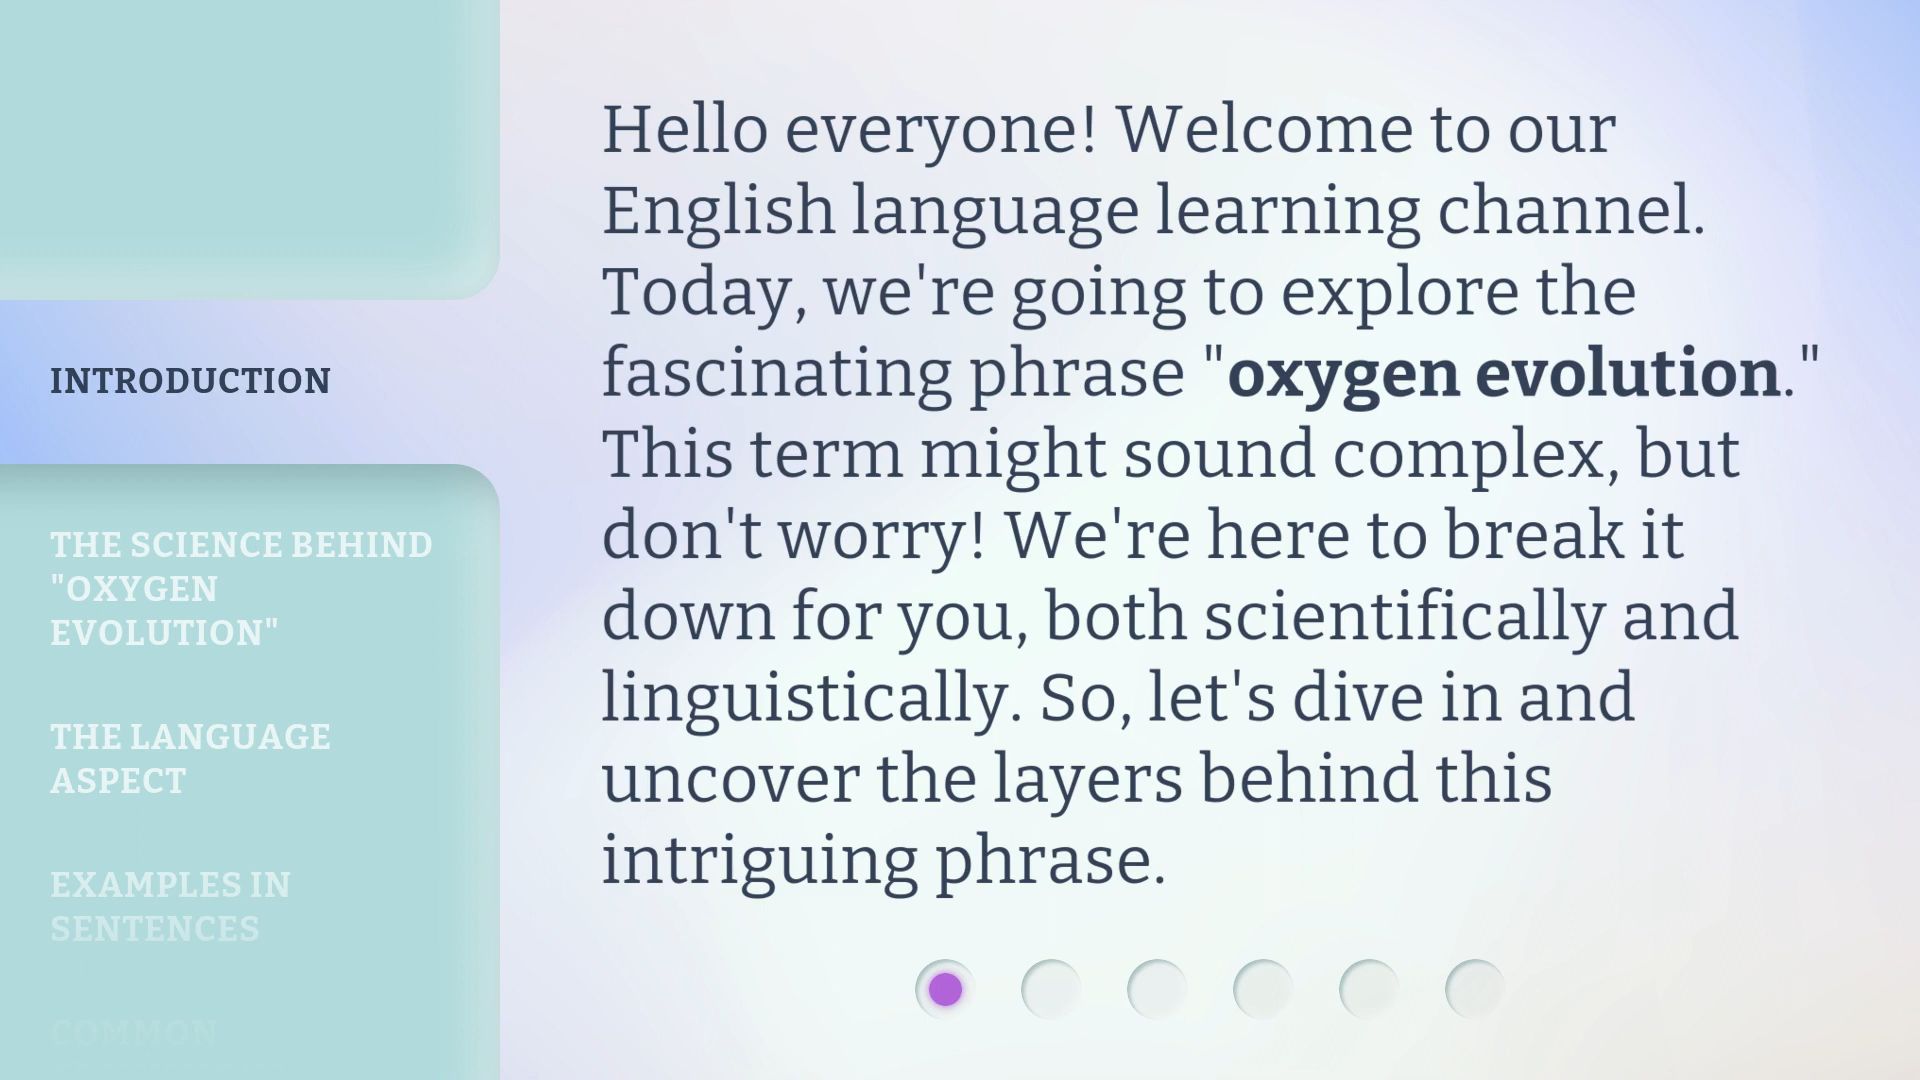 INTRODUCTION
THE SCIENCE BEHIND
"OXYGEN
EVOLUTION"
THE LANGUAGE
ASPECT
EXAMPLES IN
SENTENCES
COMMON
Hello everyone! Welcome to our
English language learning channel.
Today, we're going to explore the
fascinating phrase "oxygen evolution."
This term might sound complex, but
don't worry! We're here to break it
down for you, both scientifically and
linguistically. So, let's dive in and
uncover the layers behind this
intriguing phrase.